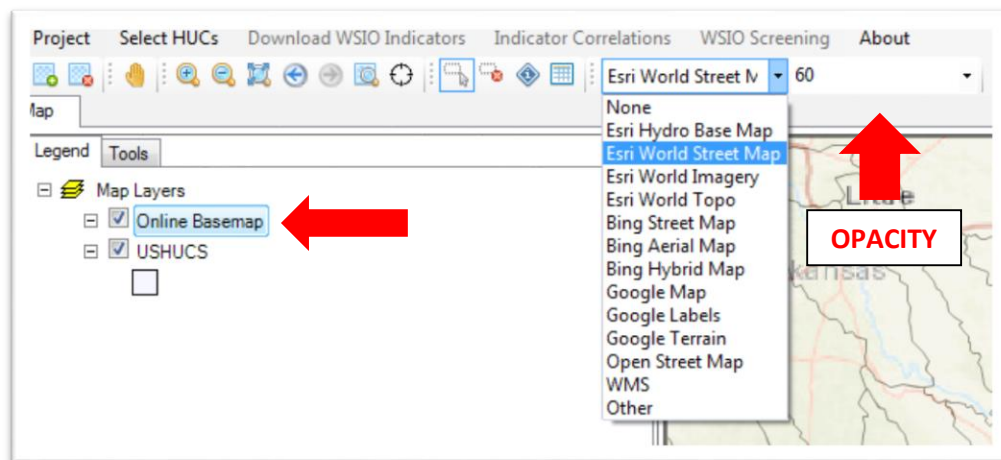 Project Select HUCs Download WSIO Indicators Indicator Correlations WSIO Screening About
Esri World Street M 60
Map
None
Esri Hydro Base Map
Esri World Street Map
Esri World Imagery
Esri World Topo
Bing Street Map
Bing Aerial Map
Bing Hybrid Map
Google Map
Google Labels
Google Terrain
Open Street Map
WMS
Other
Legend Tools
Map Layers
Online Basemap
USHUCS
OPACITY